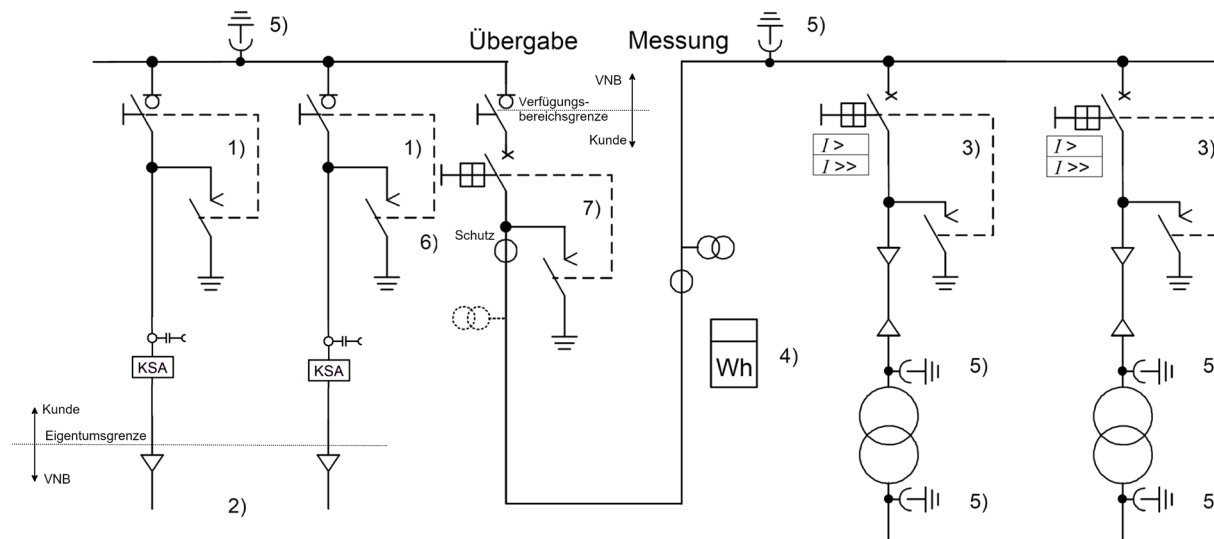 5)
Übergabe
Messung
5)
VNB
Verfügungs-
bereichsgrenze
Kunde
1)
1)
3)
3)
I >
I >>
I >
I >>
7)
6)
Schutz
KSA
KSA
Wh
4)
5)
5)
Kunde
Eigentumsgrenze
VNB
2)
5)
5)